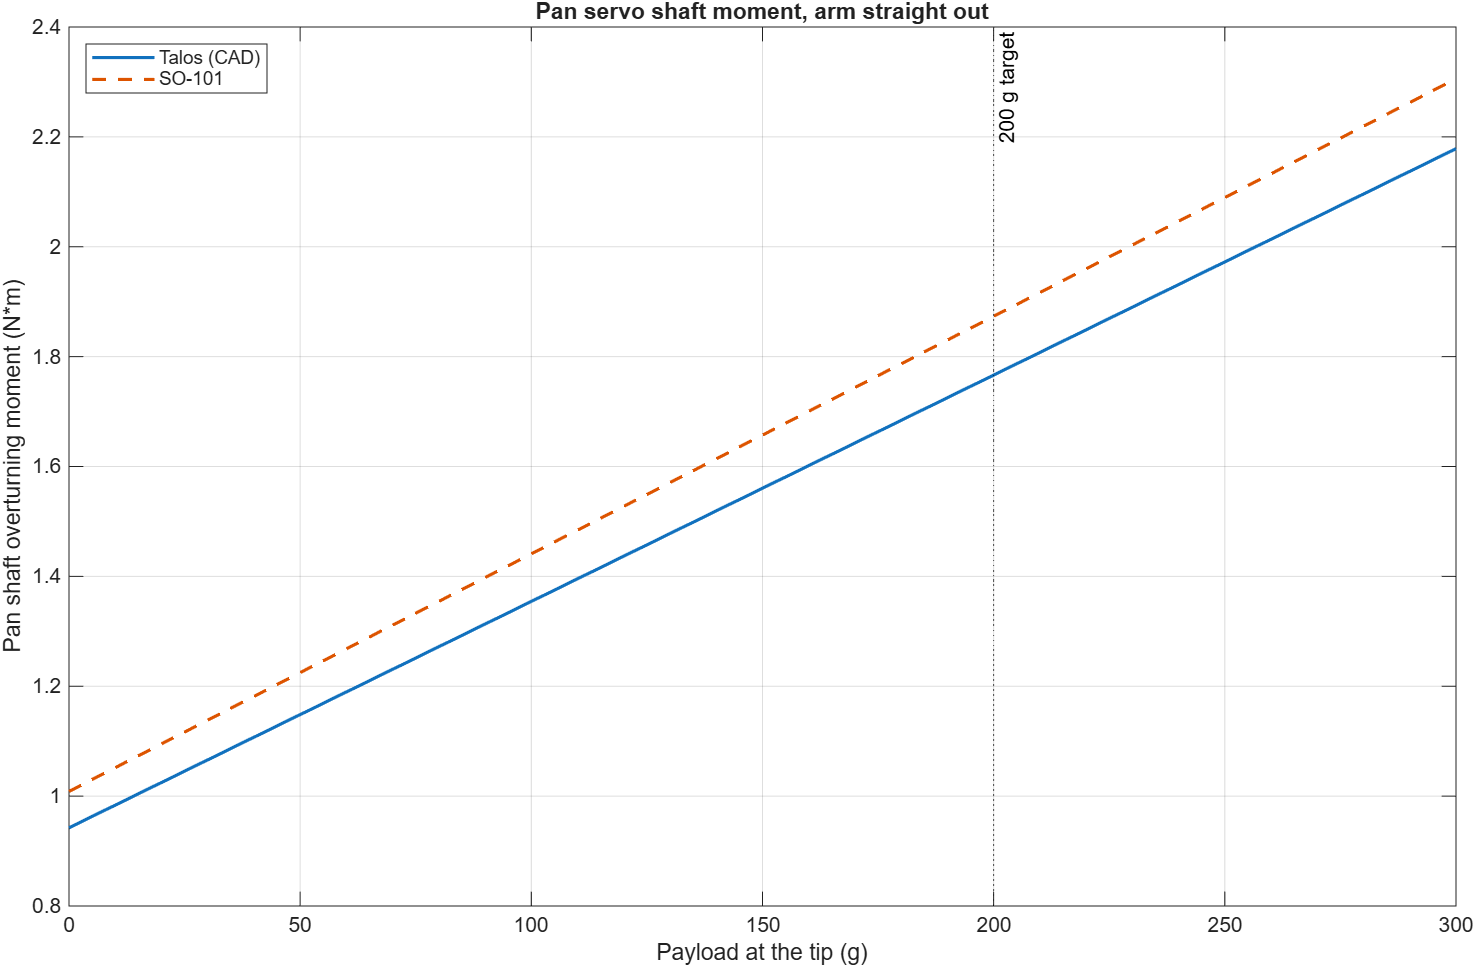 Pan servo shaft moment, arm straight out
Talos (CAD)
SO-101
200 g target
Pan shaft overturning moment (N*m)
2.4
2.2
2
1.8
1.6
1.4
1.2
1
0.8
0
50
100
150
200
250
300
Payload at the tip (g)